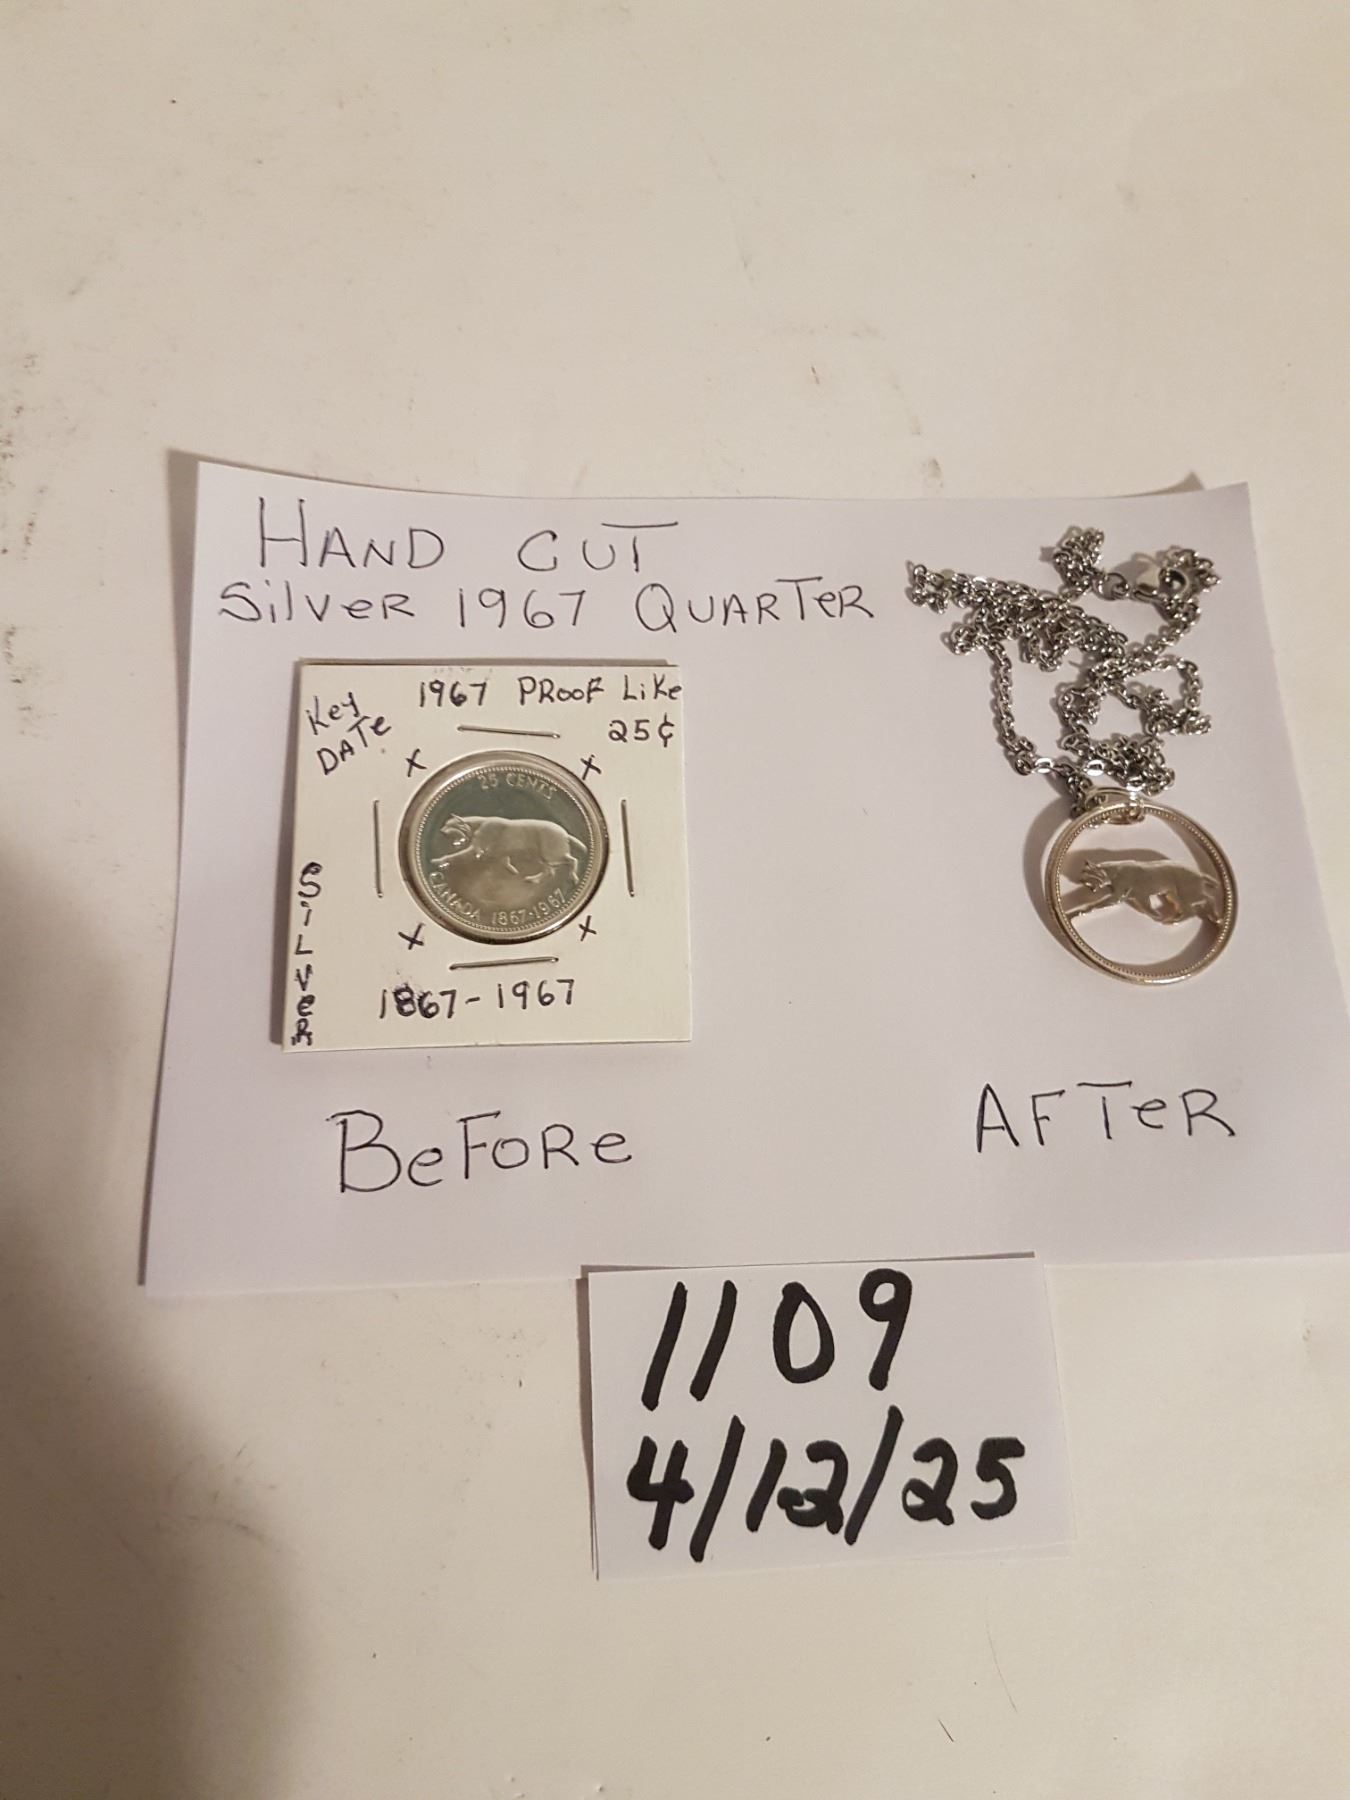 HAND CUT
Silver 1967 QUARTER
Key DATE
1967 PROOF LIKE
25¢
25 CENTS
CANADA 1867-1967
SILVER
1867-1967
BEFORE
AFTER
1109
4/12/25